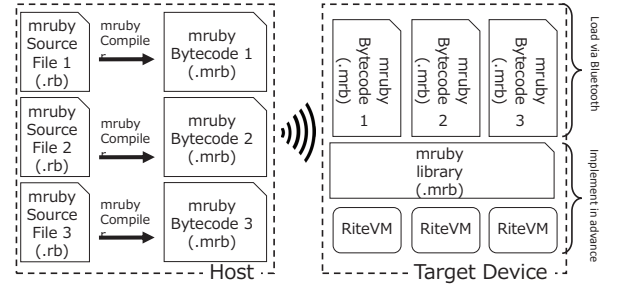 mruby
Source
File 1
(.rb)
mruby
Compile
r
mruby
Bytecode 1
(.mrb)
mruby
Source
File 2
(.rb)
mruby
Compile
r
mruby
Bytecode 2
(.mrb)
mruby
Source
File 3
(.rb)
mruby
Compile
r
mruby
Bytecode 3
(.mrb)
Host
mruby
Bytecode
(.mrb)
1
mruby
Bytecode
(.mrb)
2
mruby
Bytecode
(.mrb)
3
mruby
library
(.mrb)
RiteVM
RiteVM
RiteVM
Target Device
Load via Bluetooth
Implement in advance